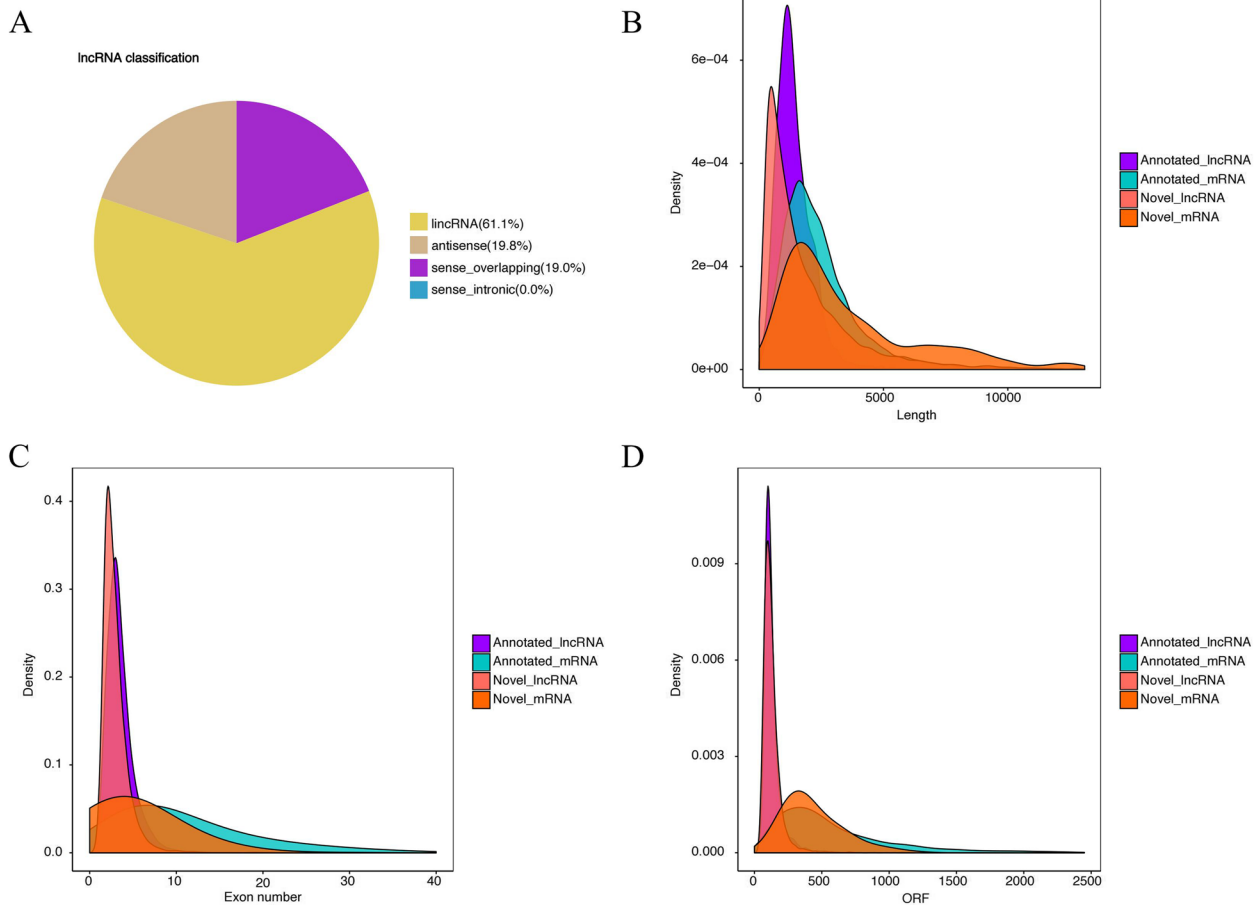 A
lncRNA classification
lincRNA(61.1%)
antisense(19.8%)
sense_overlapping(19.0%)
sense_intronic(0.0%)
B
6e−04
4e−04
2e−04
0e+00
Density
0
5000
10000
Length
Annotated_lncRNA
Annotated_mRNA
Novel_lncRNA
Novel_mRNA
C
0.4
0.3
0.2
0.1
0.0
Density
0
10
20
30
40
Exon number
Annotated_lncRNA
Annotated_mRNA
Novel_lncRNA
Novel_mRNA
D
0.009
0.006
0.003
0.000
Density
0
500
1000
1500
2000
2500
ORF
Annotated_lncRNA
Annotated_mRNA
Novel_lncRNA
Novel_mRNA